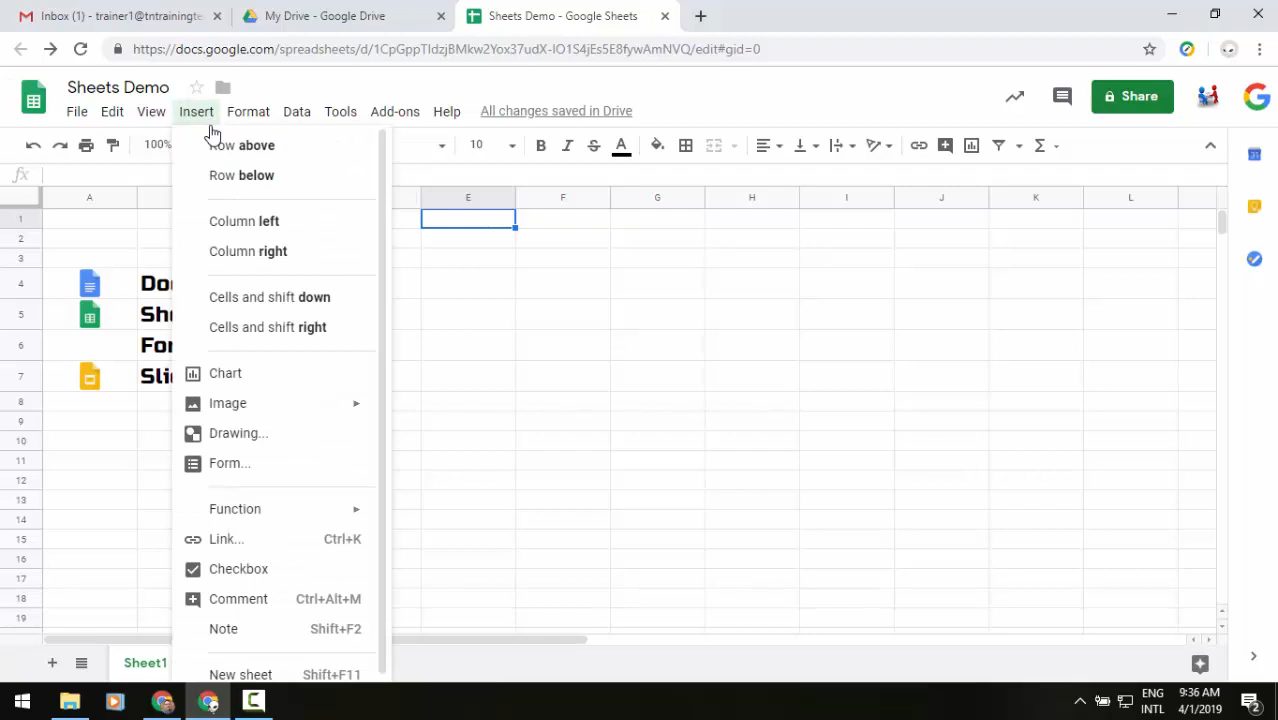 Inbox (1) - trainer1@tntrainingte
My Drive - Google Drive
Sheets Demo - Google Sheets
https://docs.google.com/spreadsheets/d/1CpGppTIdzjBMkw2Yox37udX-IO1S4jEs5E8fywAmNVQ/edit#gid=0
Sheets Demo
File Edit View Insert Format Data Tools Add-ons Help All changes saved in Drive
Share
100% 10
fx
A E F G H I J K L
Row above
Row below
Column left
Column right
Cells and shift down
Cells and shift right
Chart
Image
Drawing...
Form...
Function
Link... Ctrl+K
Checkbox
Comment Ctrl+Alt+M
Note Shift+F2
New sheet Shift+F11
1
2
3
4
5
6
7
8
9
10
11
12
13
14
15
16
17
18
19
Sheet1
ENG
INTL
9:36 AM
4/1/2019
2